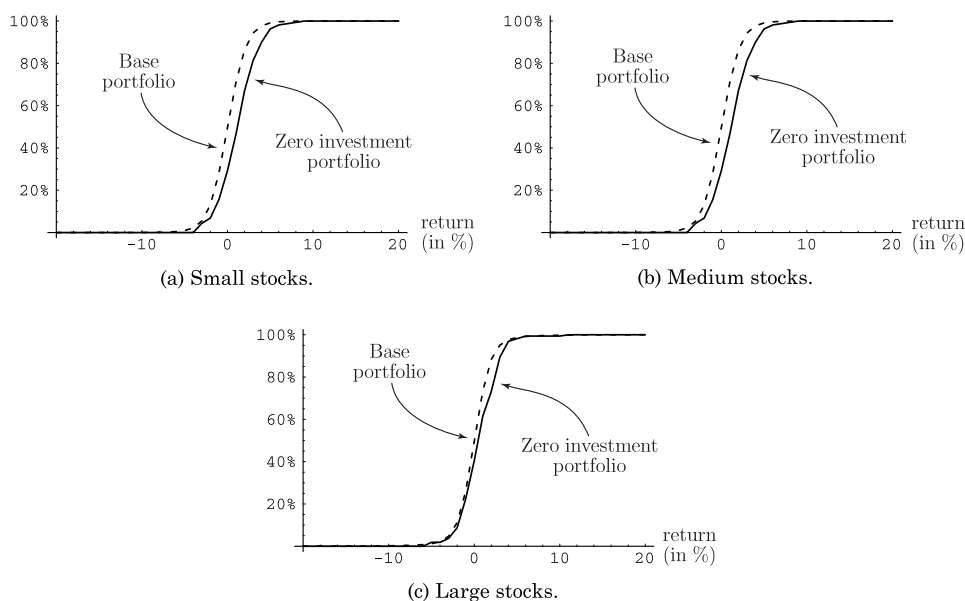 100%
80%
60%
40%
20%
Base
portfolio
Zero investment
portfolio
-10 0 10 20
return
(in %)
(a) Small stocks.
100%
80%
60%
40%
20%
Base
portfolio
Zero investment
portfolio
-10 0 10 20
return
(in %)
(b) Medium stocks.
100%
80%
60%
40%
20%
Base
portfolio
Zero investment
portfolio
-10 0 10 20
return
(in %)
(c) Large stocks.